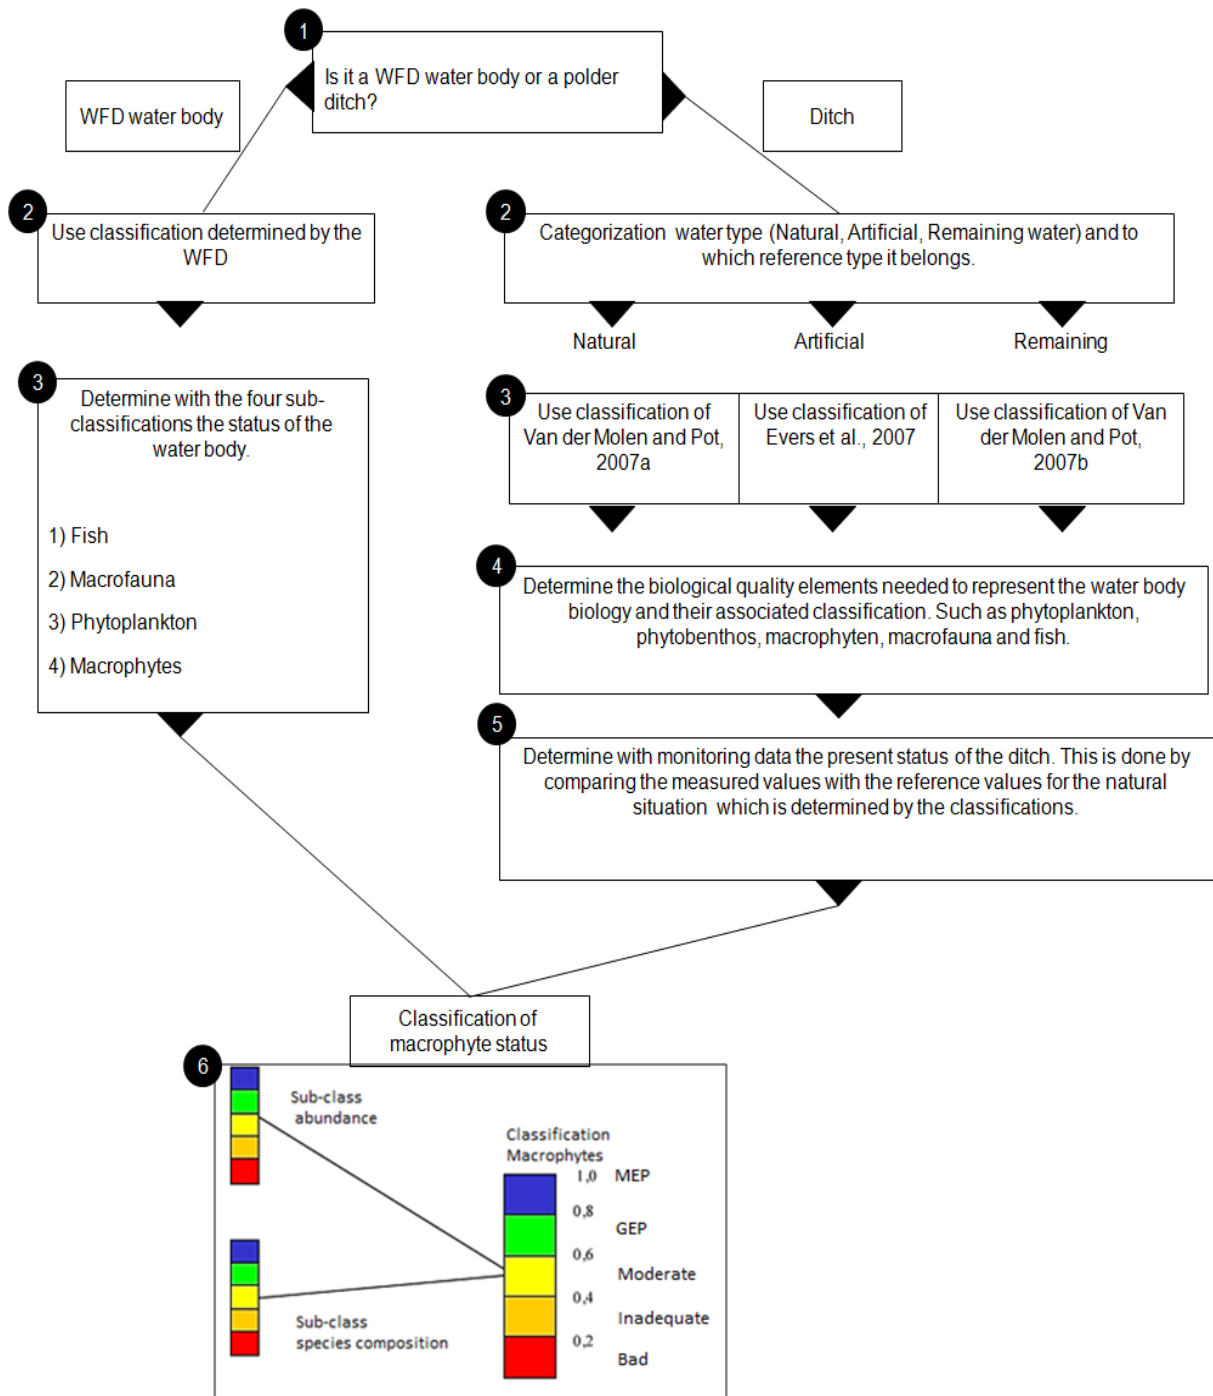 1
Is it a WFD water body or a polder
ditch?
WFD water body
Ditch
2
Use classification determined by the
WFD
2
Categorization water type (Natural, Artificial, Remaining water) and to
which reference type it belongs.
Natural
Artificial
Remaining
3
Determine with the four sub-
classifications the status of the
water body.
1) Fish
2) Macrofauna
3) Phytoplankton
4) Macrophytes
3
Use classification of
Van der Molen and Pot,
2007a
Use classification of
Evers et al., 2007
Use classification of Van
der Molen and Pot,
2007b
4
Determine the biological quality elements needed to represent the water body
biology and their associated classification. Such as phytoplankton,
phytobenthos, macrophyten, macrofauna and fish.
5
Determine with monitoring data the present status of the ditch. This is done by
comparing the measured values with the reference values for the natural
situation which is determined by the classifications.
Classification of
macrophyte status
6
Sub-class
abundance
Sub-class
species composition
Classification
Macrophytes
1,0 MEP
0,8
GEP
0,6
Moderate
0,4
Inadequate
0,2
Bad